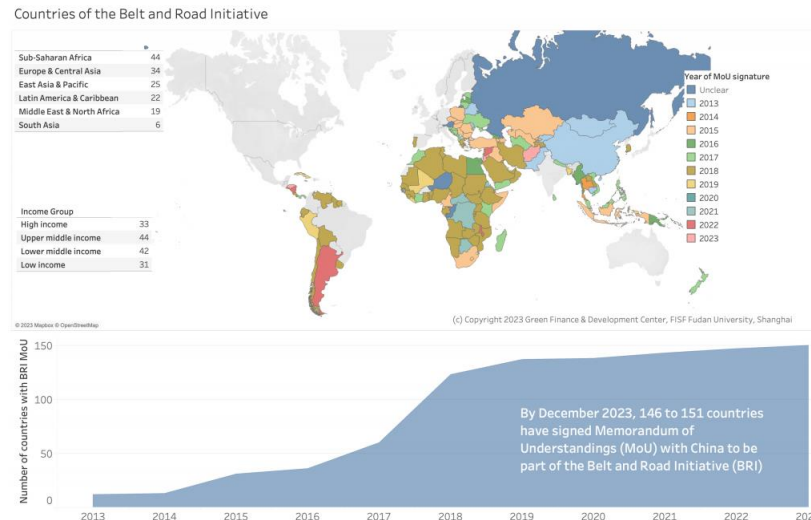 Countries of the Belt and Road Initiative
Sub-Saharan Africa 44
Europe & Central Asia 34
East Asia & Pacific 25
Latin America & Caribbean 22
Middle East & North Africa 19
South Asia 6
Income Group
High income 33
Upper middle income 44
Lower middle income 42
Low income 31
Year of MoU signature
Unclear
2013
2014
2015
2016
2017
2018
2019
2020
2021
2022
2023
© 2023 Mapbox © OpenStreetMap
(c) Copyright 2023 Green Finance & Development Center, FISF Fudan University, Shanghai
Number of countries with BRI MoU
150
100
50
0
By December 2023, 146 to 151 countries
have signed Memorandum of
Understandings (MoU) with China to be
part of the Belt and Road Initiative (BRI)
2013 2014 2015 2016 2017 2018 2019 2020 2021 2022